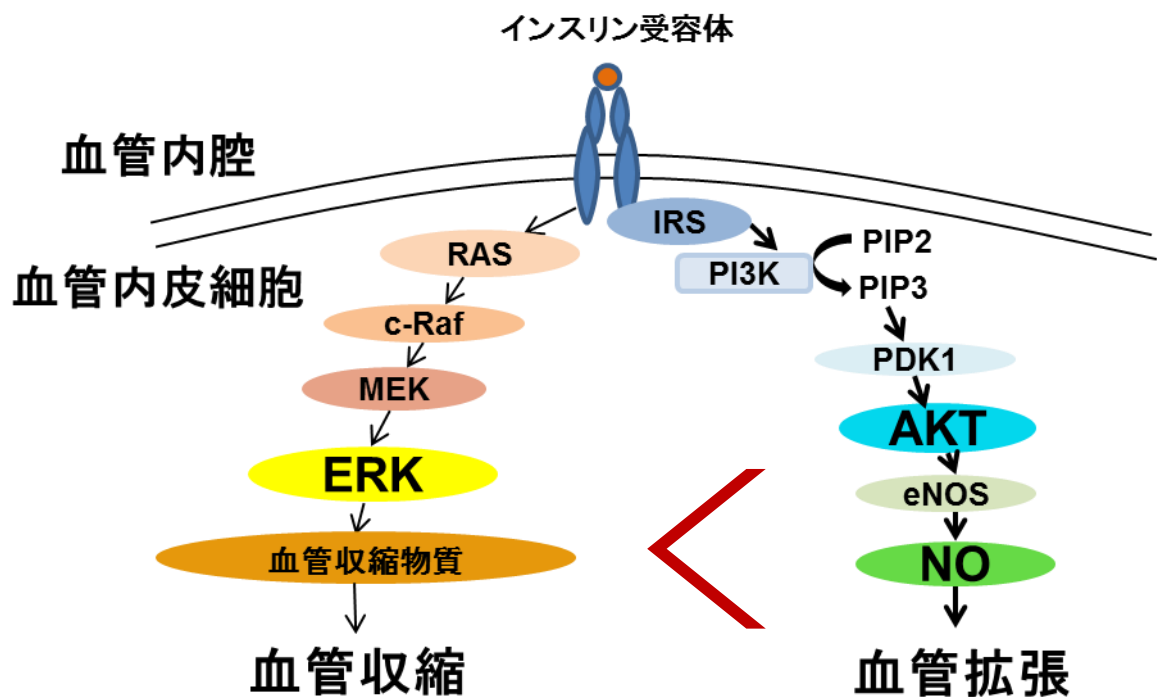 インスリン受容体
血管内腔
血管内皮細胞
IRS
RAS
PI3K
PIP2
PIP3
c-Raf
PDK1
MEK
AKT
ERK
eNOS
血管収縮物質
NO
血管収縮
血管拡張